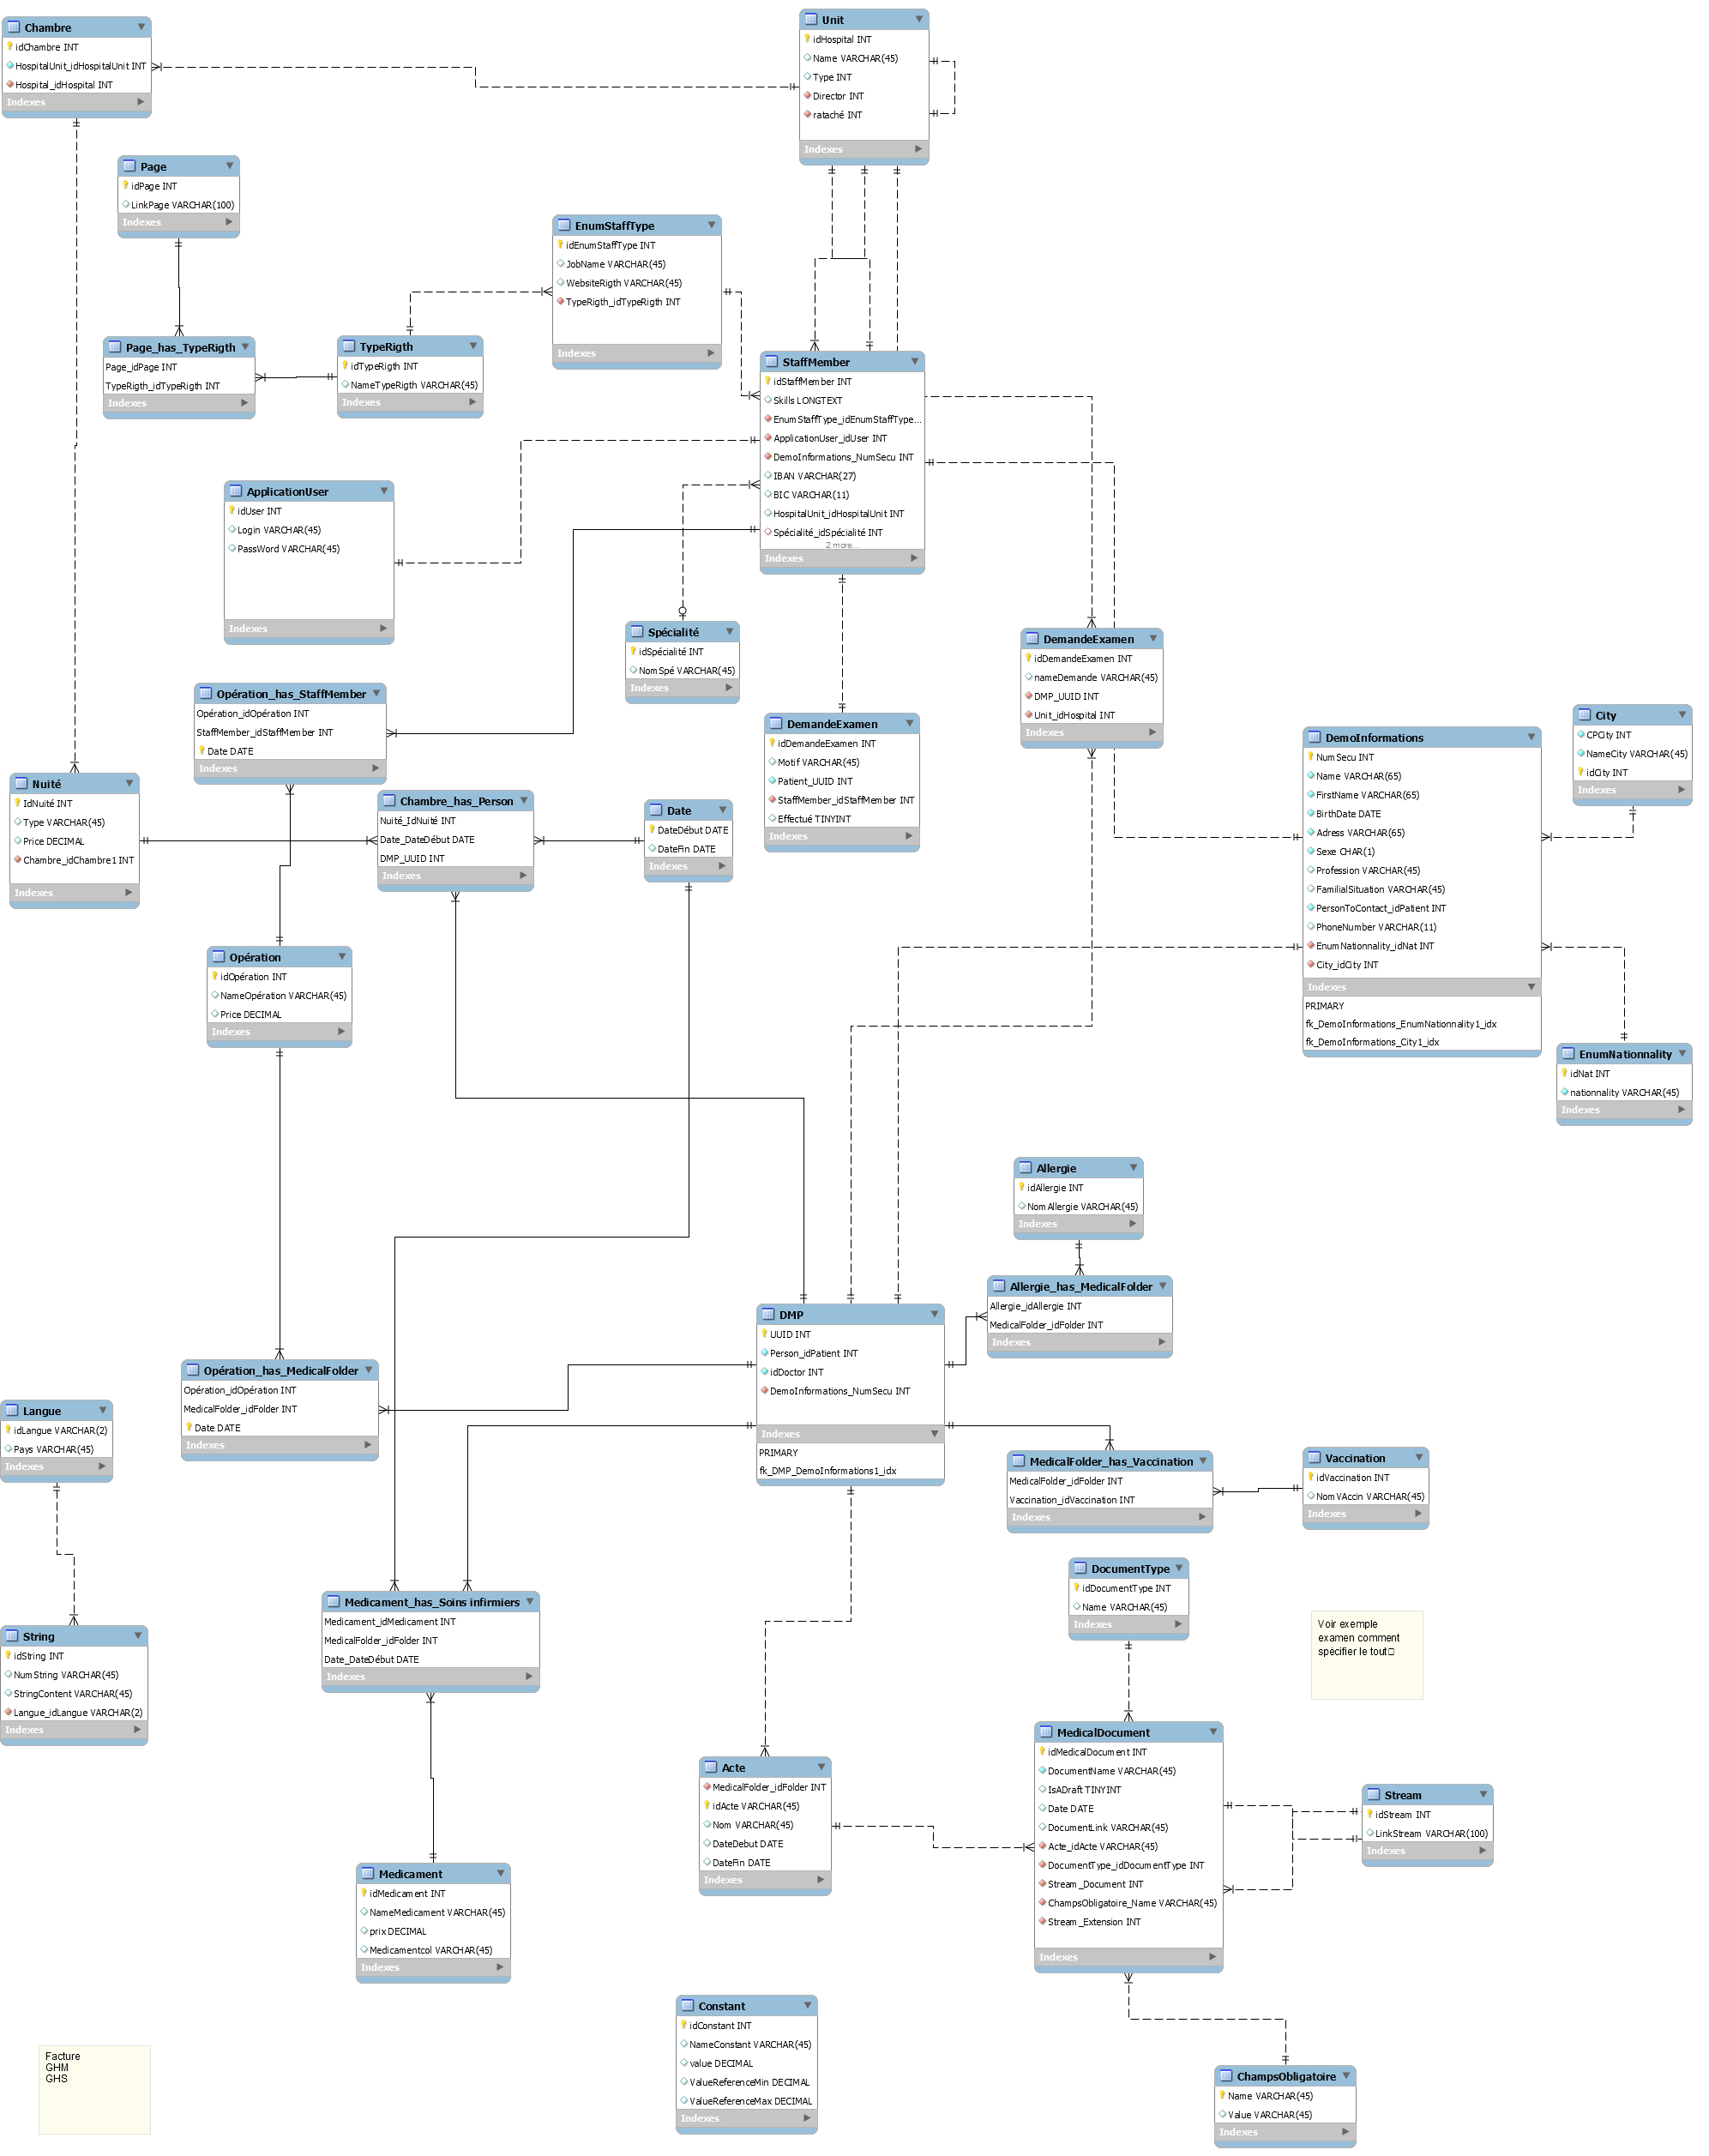 Chambre
idChambre INT
HospitalUnit_idHospitalUnit INT
Hospital_idHospital INT
Indexes
Unit
idHospital INT
Name VARCHAR(45)
Type INT
Director INT
rataché INT
Indexes
Page
idPage INT
LinkPage VARCHAR(100)
Indexes
EnumStaffType
idEnumStaffType INT
JobName VARCHAR(45)
WebsiteRigth VARCHAR(45)
TypeRigth_idTypeRigth INT
Indexes
Page_has_TypeRigth
Page_idPage INT
TypeRigth_idTypeRigth INT
Indexes
TypeRigth
idTypeRigth INT
NameTypeRigth VARCHAR(45)
Indexes
StaffMember
idStaffMember INT
Skills LONGTEXT
EnumStaffType_idEnumStaffType...
ApplicationUser_idUser INT
DemoInformations_NumSecu INT
IBAN VARCHAR(27)
BIC VARCHAR(11)
HospitalUnit_idHospitalUnit INT
Spécialité_idSpécialité INT
2 more...
Indexes
ApplicationUser
idUser INT
Login VARCHAR(45)
PassWord VARCHAR(45)
Indexes
Spécialité
idSpécialité INT
NomSpé VARCHAR(45)
Indexes
DemandeExamen
idDemandeExamen INT
nameDemande VARCHAR(45)
DMP_UUID INT
Unit_idHospital INT
Indexes
Opération_has_StaffMember
Opération_idOpération INT
StaffMember_idStaffMember INT
Date DATE
Indexes
DemandeExamen
idDemandeExamen INT
Motif VARCHAR(45)
Patient_UUID INT
StaffMember_idStaffMember INT
Effectué TINYINT
Indexes
DemoInformations
NumSecu INT
Name VARCHAR(65)
FirstName VARCHAR(65)
BirthDate DATE
Adress VARCHAR(65)
Sexe CHAR(1)
Profession VARCHAR(45)
FamilialSituation VARCHAR(45)
PersonToContact_idPatient INT
PhoneNumber VARCHAR(11)
EnumNationnality_idNat INT
City_idCity INT
Indexes
PRIMARY
fk_DemoInformations_EnumNationnality1_idx
fk_DemoInformations_City1_idx
City
CPCity INT
NameCity VARCHAR(45)
idCity INT
Indexes
Nuité
IdNuité INT
Type VARCHAR(45)
Price DECIMAL
Chambre_idChambre1 INT
Indexes
Chambre_has_Person
Nuité_IdNuité INT
Date_DateDébut DATE
DMP_UUID INT
Indexes
Date
DateDébut DATE
DateFin DATE
Indexes
Opération
idOpération INT
NameOpération VARCHAR(45)
Price DECIMAL
Indexes
EnumNationnality
idNat INT
nationnality VARCHAR(45)
Indexes
Allergie
idAllergie INT
NomAllergie VARCHAR(45)
Indexes
Allergie_has_MedicalFolder
Allergie_idAllergie INT
MedicalFolder_idFolder INT
Indexes
DMP
UUID INT
Person_idPatient INT
idDoctor INT
DemoInformations_NumSecu INT
Indexes
PRIMARY
fk_DMP_DemoInformations1_idx
Opération_has_MedicalFolder
Opération_idOpération INT
MedicalFolder_idFolder INT
Date DATE
Indexes
Langue
idLangue VARCHAR(2)
Pays VARCHAR(45)
Indexes
MedicalFolder_has_Vaccination
MedicalFolder_idFolder INT
Vaccination_idVaccination INT
Indexes
Vaccination
idVaccination INT
NomVAccin VARCHAR(45)
Indexes
DocumentType
idDocumentType INT
Name VARCHAR(45)
Indexes
Medicament_has_Soins infirmiers
Medicament_idMedicament INT
MedicalFolder_idFolder INT
Date_DateDébut DATE
Indexes
Voir exemple
examen comment
spécifier le tout
String
idString INT
NumString VARCHAR(45)
StringContent VARCHAR(45)
Langue_idLangue VARCHAR(2)
Indexes
MedicalDocument
idMedicalDocument INT
DocumentName VARCHAR(45)
IsADraft TINYINT
Date DATE
DocumentLink VARCHAR(45)
Acte_idActe VARCHAR(45)
DocumentType_idDocumentType INT
Stream_Document INT
ChampsObligatoire_Name VARCHAR(45)
Stream_Extension INT
Indexes
Acte
MedicalFolder_idFolder INT
idActe VARCHAR(45)
Nom VARCHAR(45)
DateDebut DATE
DateFin DATE
Indexes
Stream
idStream INT
LinkStream VARCHAR(100)
Indexes
Medicament
idMedicament INT
NameMedicament VARCHAR(45)
prix DECIMAL
Medicamentcol VARCHAR(45)
Indexes
Constant
idConstant INT
NameConstant VARCHAR(45)
value DECIMAL
ValueReferenceMin DECIMAL
ValueReferenceMax DECIMAL
Indexes
Facture
GHM
GHS
ChampsObligatoire
Name VARCHAR(45)
Value VARCHAR(45)
Indexes